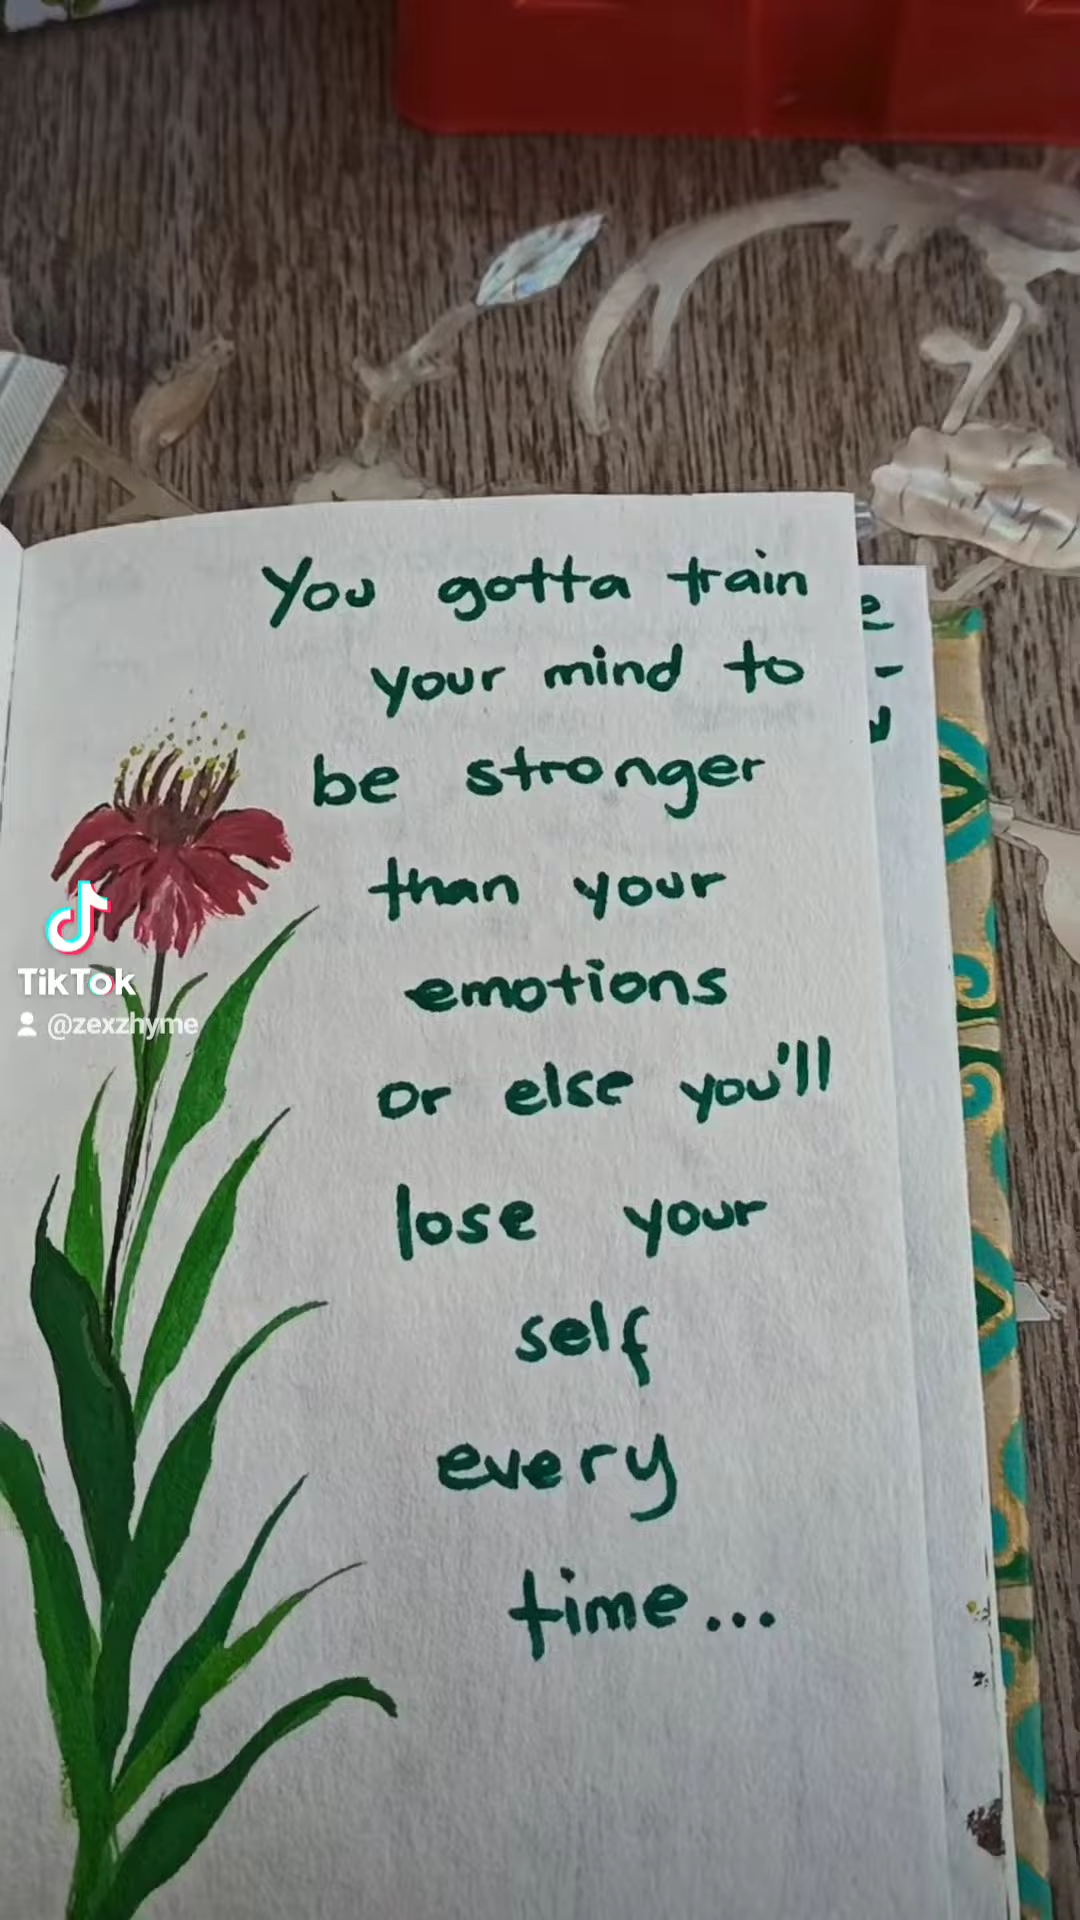 You gotta train
your mind to
be stronger
than your
emotions
or else you'll
lose your
self
every
time...
TikTok
@zexzhyme